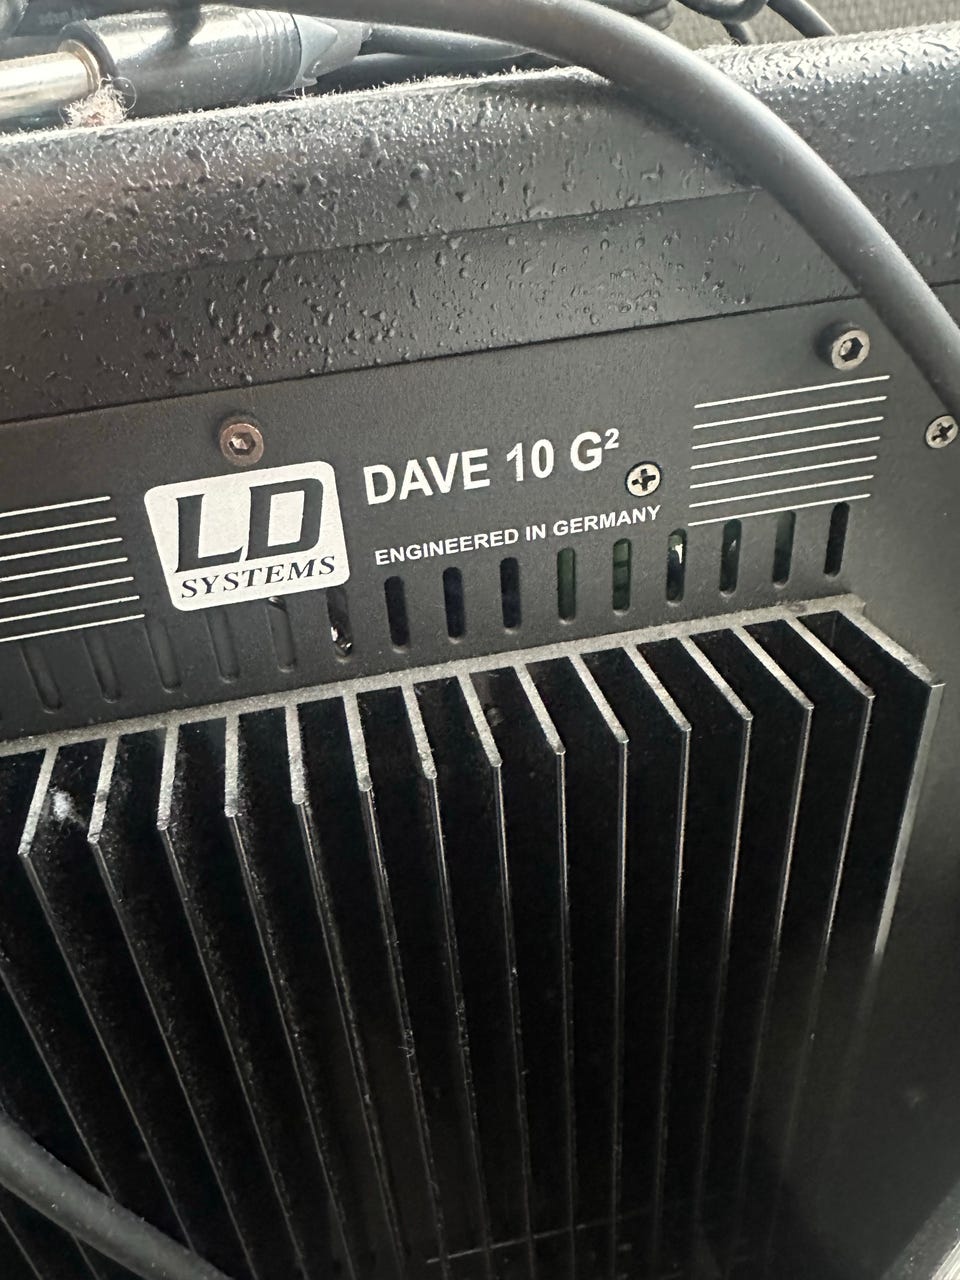 LD
SYSTEMS
DAVE 10 G²
ENGINEERED IN GERMANY